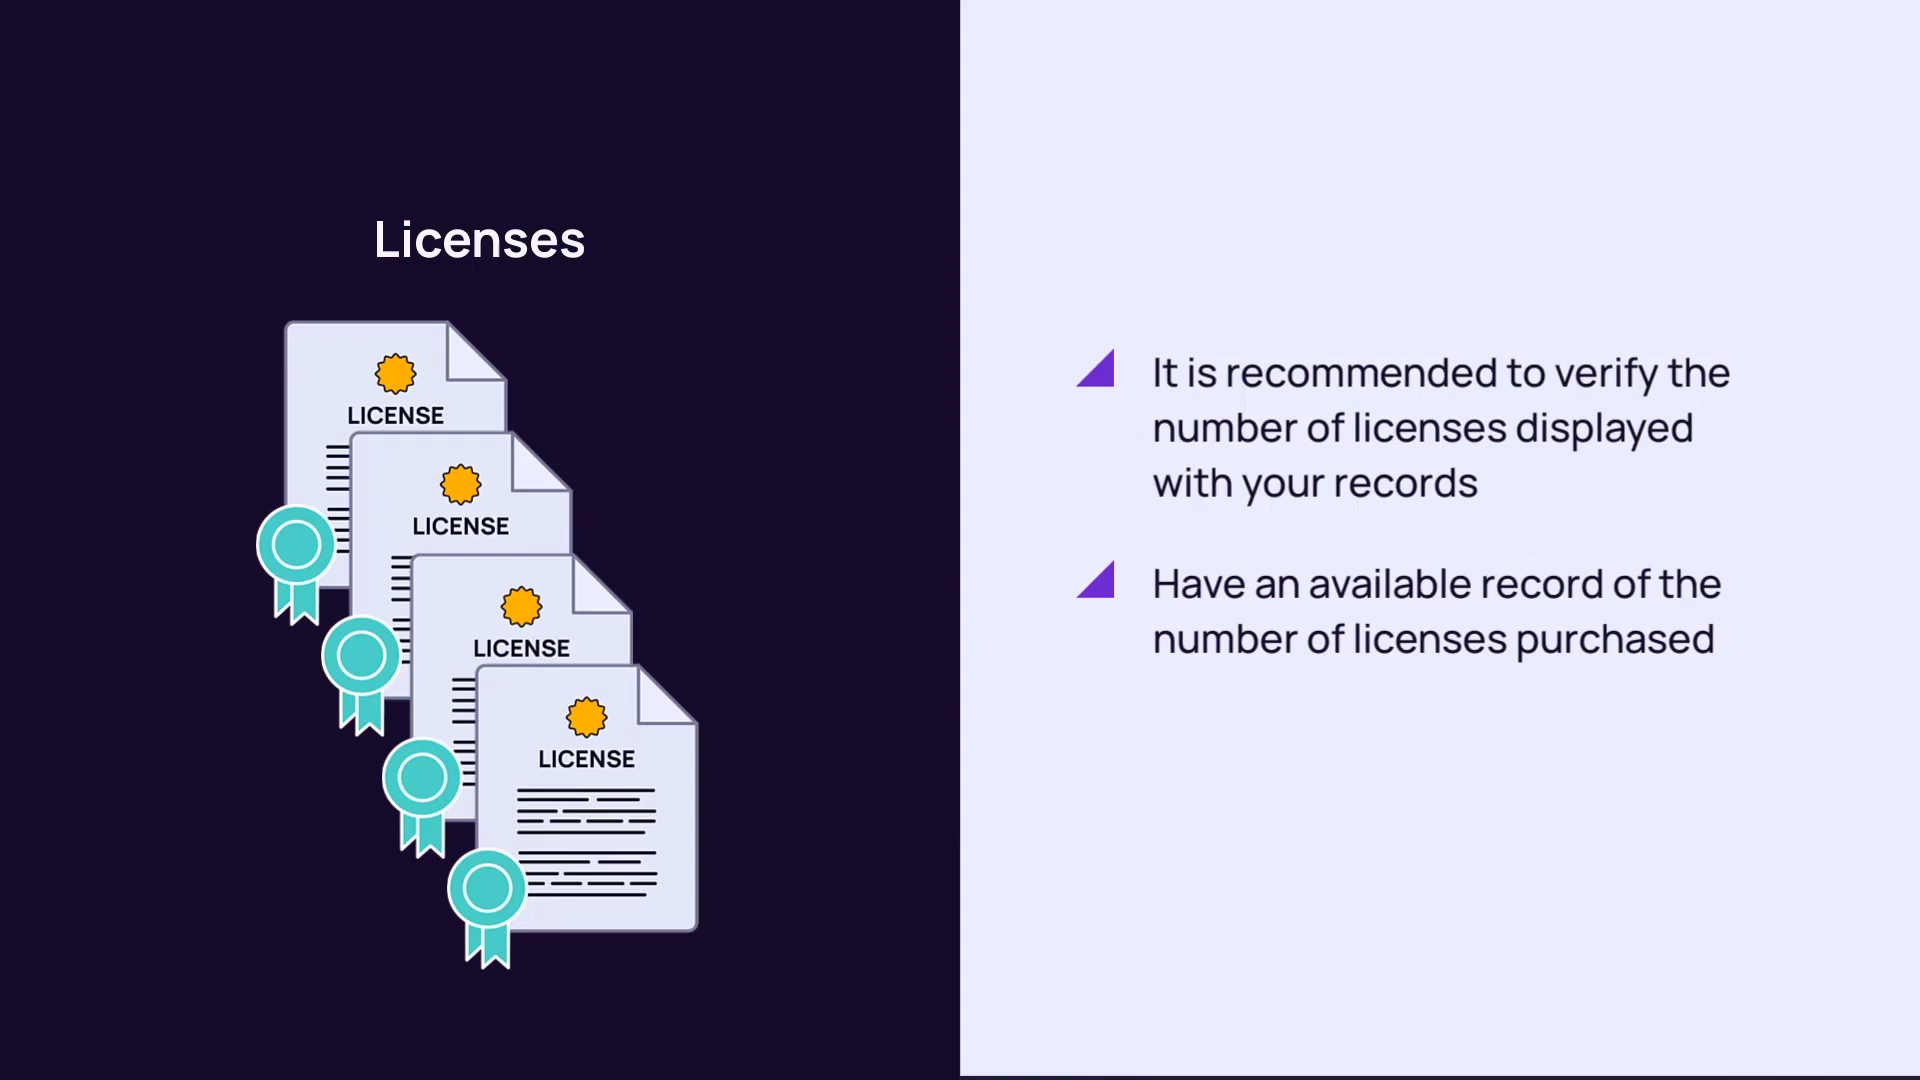 Licenses
LICENSE
LICENSE
LICENSE
LICENSE
It is recommended to verify the
number of licenses displayed
with your records
Have an available record of the
number of licenses purchased